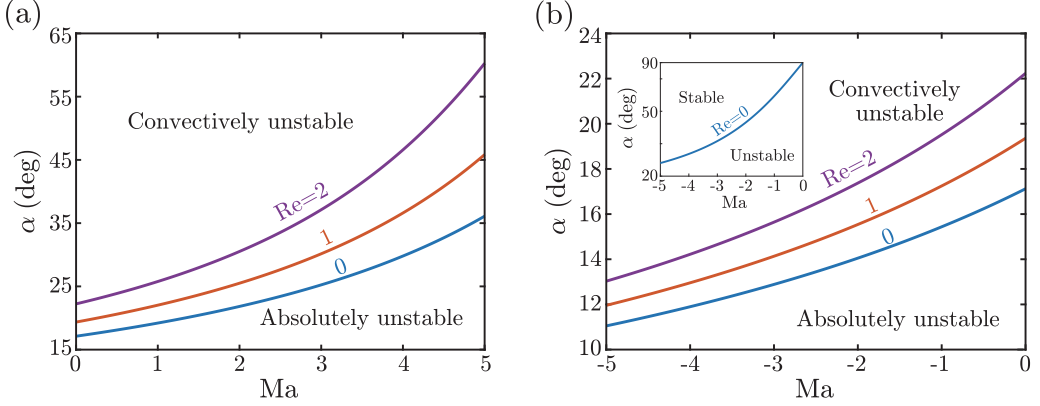 (a)
65
55
45
35
25
15
α (deg)
Convectively unstable
Re=2
1
0
Absolutely unstable
0
1
2
3
4
5
Ma
(b)
24
22
20
18
16
14
12
10
α (deg)
90
50
20
α (deg)
Stable
Re=0
Unstable
-5
-4
-3
-2
-1
0
Ma
Convectively
unstable
Re=2
1
0
Absolutely unstable
-5
-4
-3
-2
-1
0
Ma